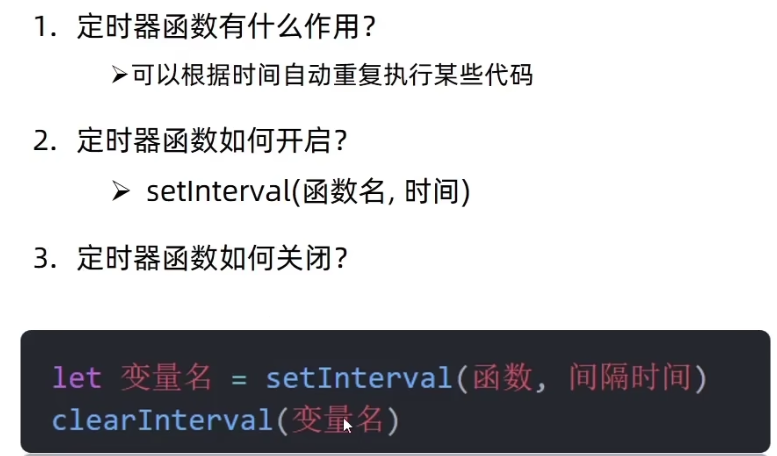 1. 定时器函数有什么作用？
➢可以根据时间自动重复执行某些代码
2. 定时器函数如何开启？
➢ setInterval(函数名, 时间)
3. 定时器函数如何关闭？
let 变量名 = setInterval(函数, 间隔时间)
clearInterval(变量名)